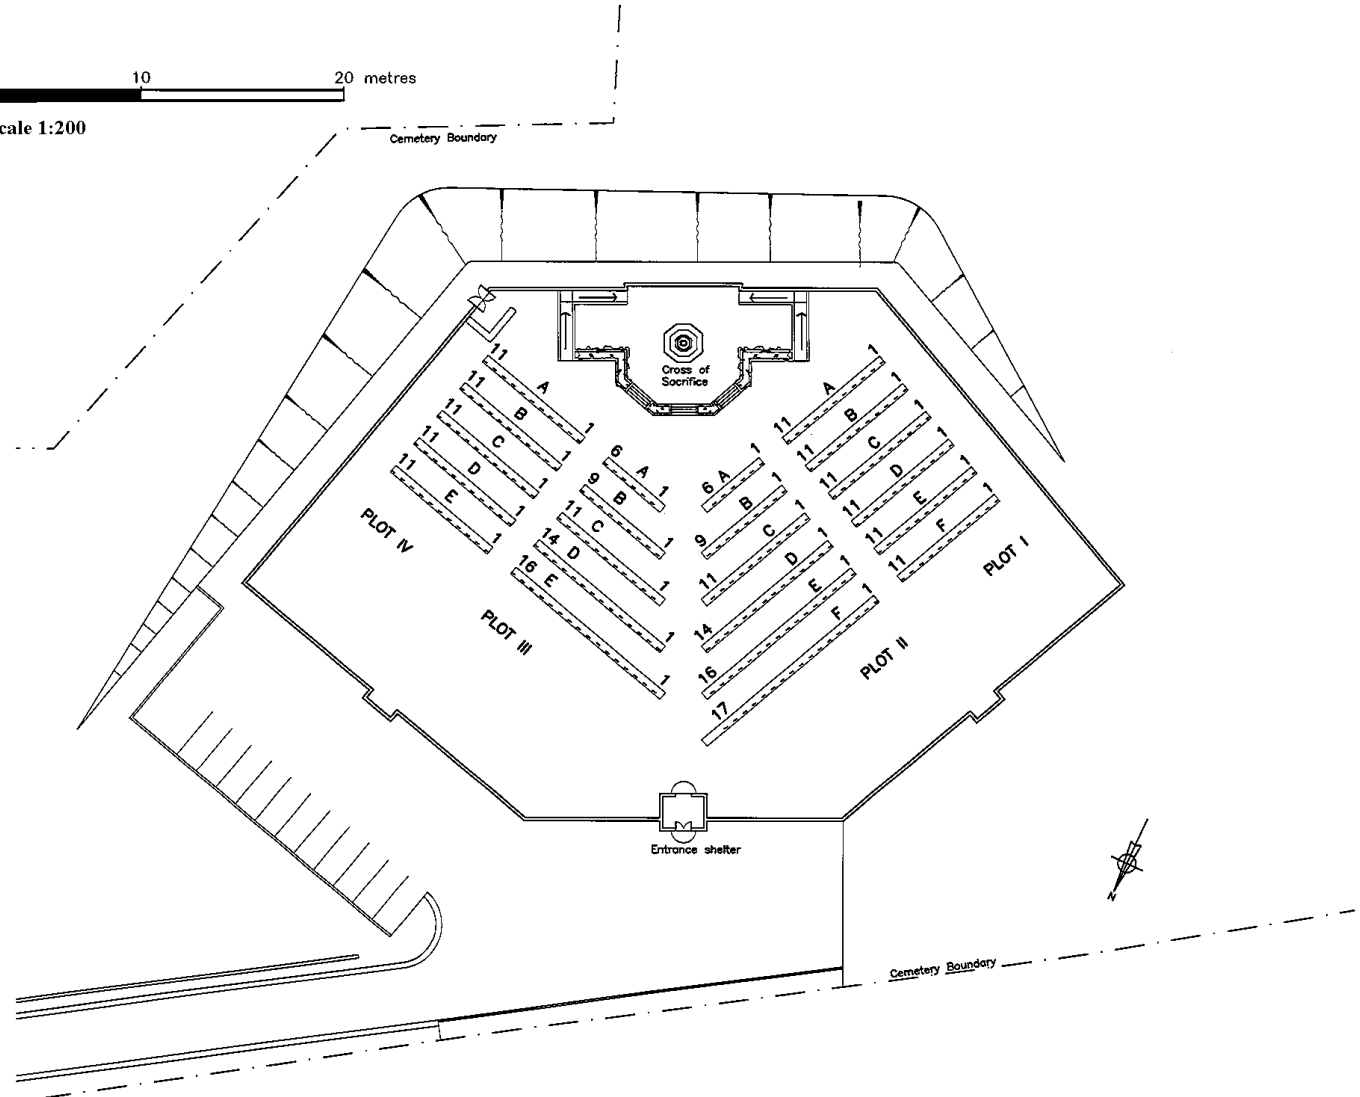 10 20 metres
cale 1:200
Cemetery Boundary
Cross of
Sacrifice
11 A 1
11 B 1
11 C 1
11 D 1
11 E 1
PLOT IV
6 A 1
9 B 1
11 C 1
14 D 1
16 E 1
PLOT III
6 A 1
9 B 1
11 C 1
14 D 1
16 E 1
17 F 1
PLOT II
11 A 1
11 B 1
11 C 1
11 D 1
11 E 1
11 F 1
PLOT I
Entrance shelter
N
Cemetery Boundary